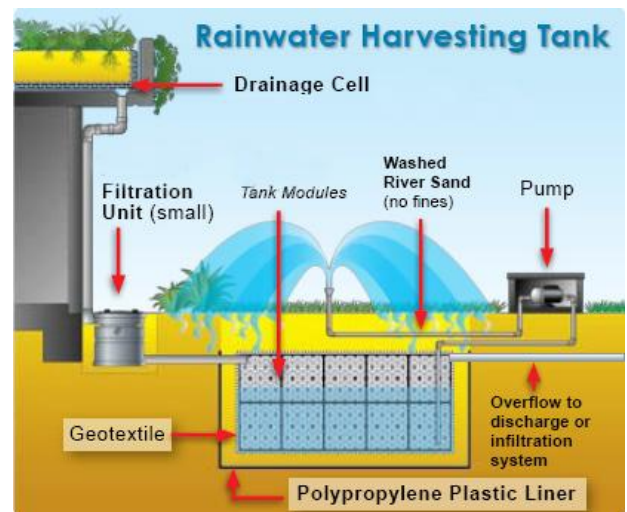 Rainwater Harvesting Tank
Drainage Cell
Washed
River Sand
(no fines)
Pump
Tank Modules
Filtration
Unit (small)
Geotextile
Overflow to
discharge or
infiltration
system
Polypropylene Plastic Liner